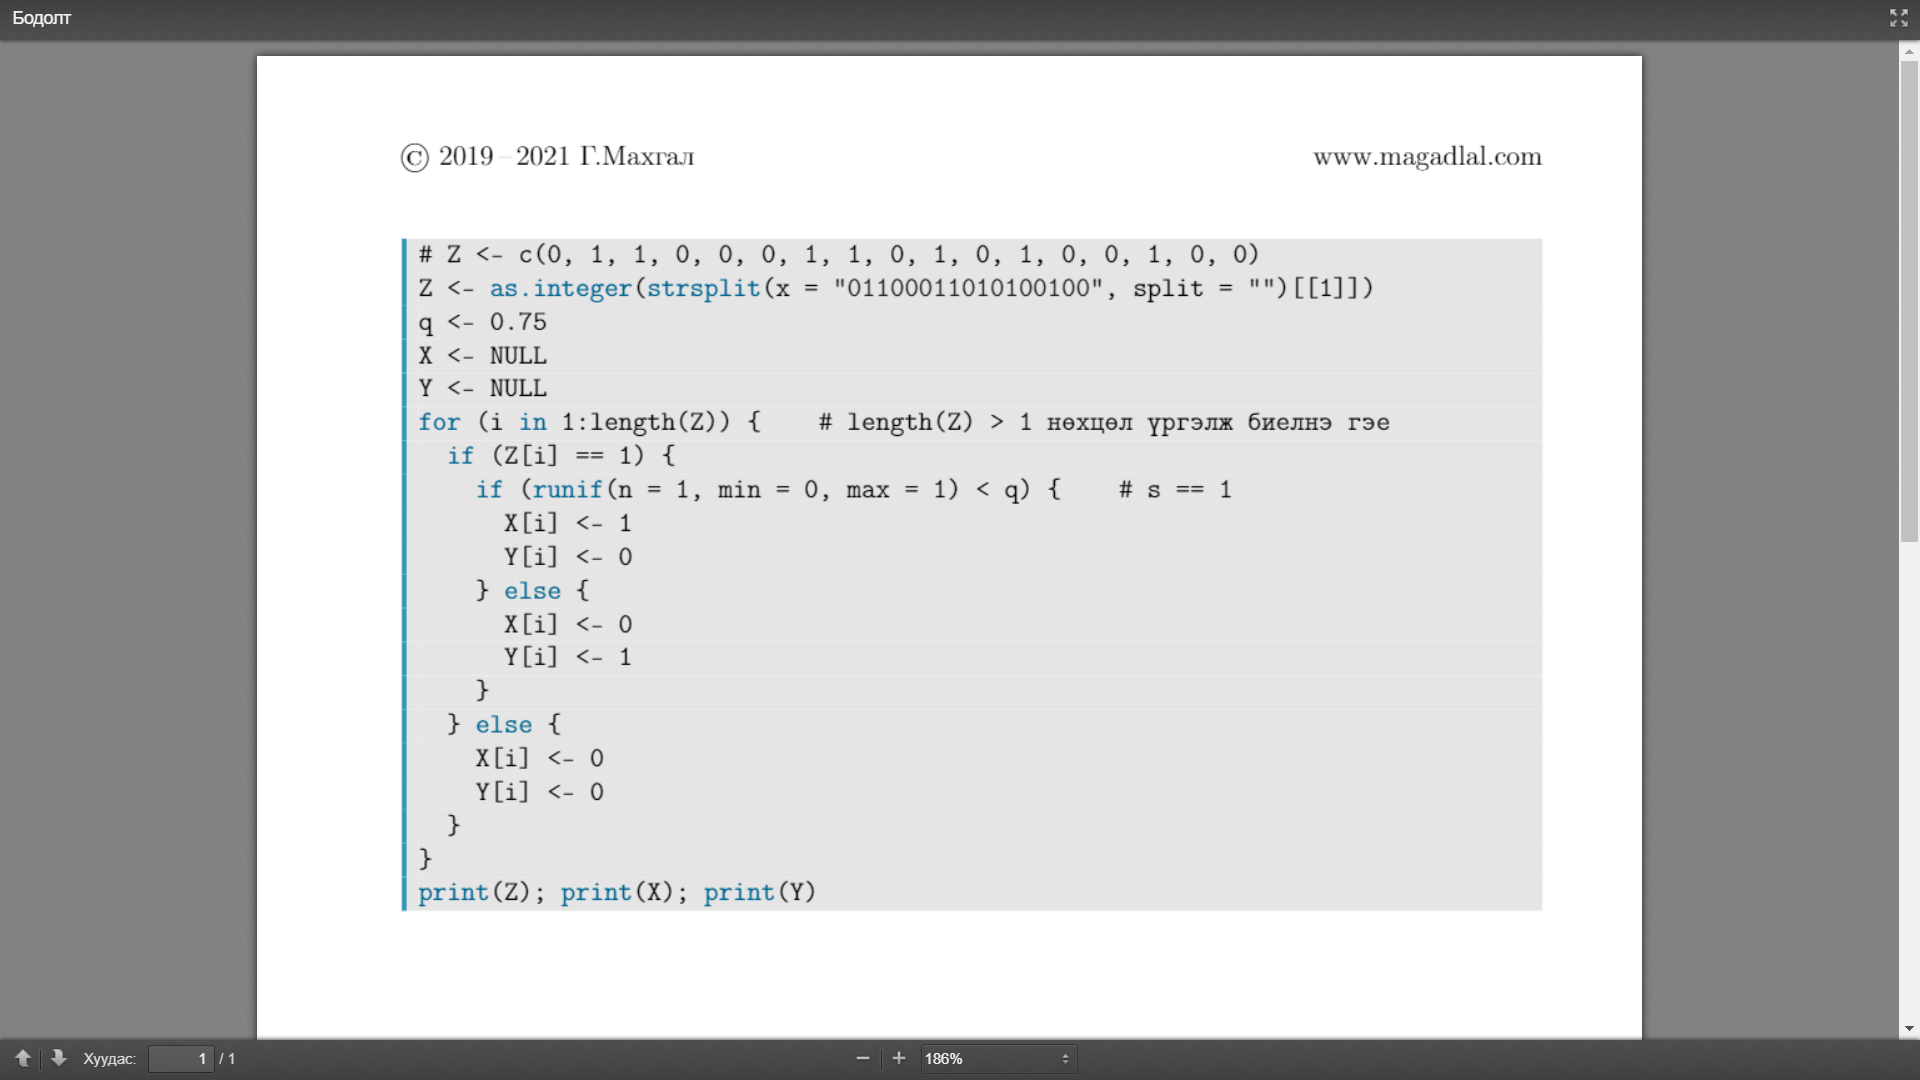 Бодолт
© 2019–2021 Г.Махгал www.magadlal.com
# Z <- c(0, 1, 1, 0, 0, 0, 1, 1, 0, 1, 0, 1, 0, 0, 1, 0, 0)
Z <- as.integer(strsplit(x = "01100011010100100", split = "")[[1]])
q <- 0.75
X <- NULL
Y <- NULL
for (i in 1:length(Z)) {    # length(Z) > 1 нөхцөл үргэлж биелнэ гэе
  if (Z[i] == 1) {
    if (runif(n = 1, min = 0, max = 1) < q) {    # s == 1
      X[i] <- 1
      Y[i] <- 0
    } else {
      X[i] <- 0
      Y[i] <- 1
    }
  } else {
    X[i] <- 0
    Y[i] <- 0
  }
}
print(Z); print(X); print(Y)
Хуудас: 1 / 1 186%